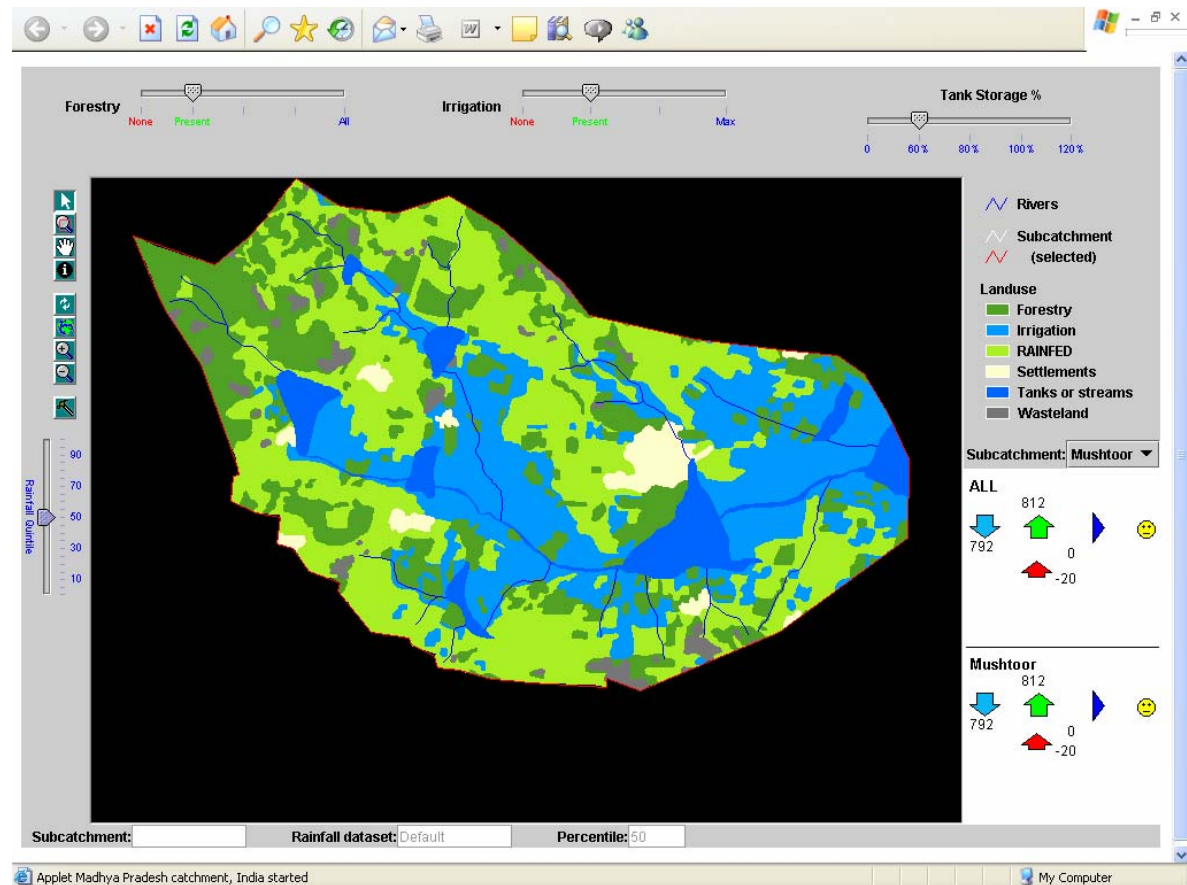 Forestry
None
Present
All
Irrigation
None
Present
Max
Tank Storage %
0
60%
80%
100%
120%
Rivers
Subcatchment
(selected)
Landuse
Forestry
Irrigation
RAINFED
Settlements
Tanks or streams
Wasteland
Rainfall Quintile
90
70
50
30
10
Subcatchment: Mushtoor
ALL
812
792
0
-20
Mushtoor
812
792
0
-20
Subcatchment:
Rainfall dataset: Default
Percentile: 50
Applet Madhya Pradesh catchment, India started
My Computer